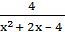 4
x² + 2x − 4